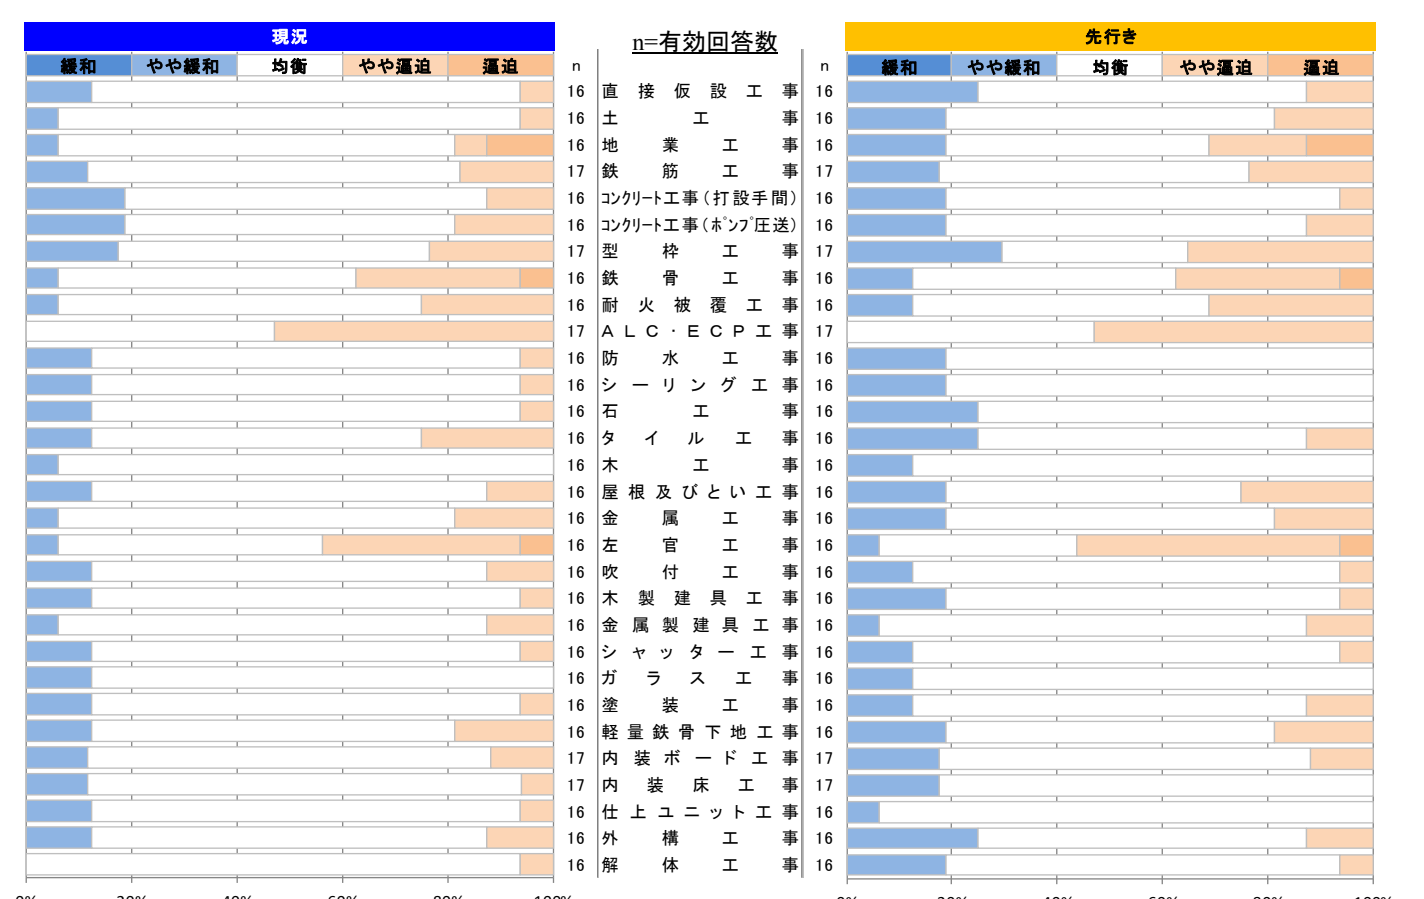 現況 n=有効回答数 先行き
緩和 やや緩和 均衡 やや逼迫 逼迫 n n 緩和 やや緩和 均衡 やや逼迫 逼迫
16 直接仮設工事 16
16 土工事 16
16 地業工事 16
17 鉄筋工事 17
16 ｺﾝｸﾘｰﾄ工事(打設手間) 16
16 ｺﾝｸﾘｰﾄ工事(ﾎﾟﾝﾌﾟ圧送) 16
17 型枠工事 17
16 鉄骨工事 16
16 耐火被覆工事 16
17 ＡＬＣ・ＥＣＰ工事 17
16 防水工事 16
16 シーリング工事 16
16 石工事 16
16 タイル工事 16
16 木工事 16
16 屋根及びとい工事 16
16 金属工事 16
16 左官工事 16
16 吹付工事 16
16 木製建具工事 16
16 金属製建具工事 16
16 シャッター工事 16
16 ガラス工事 16
16 塗装工事 16
16 軽量鉄骨下地工事 16
17 内装ボード工事 17
17 内装床工事 17
16 仕上ユニット工事 16
16 外構工事 16
16 解体工事 16
0% 20% 40% 60% 80% 100% 0% 20% 40% 60% 80% 100%